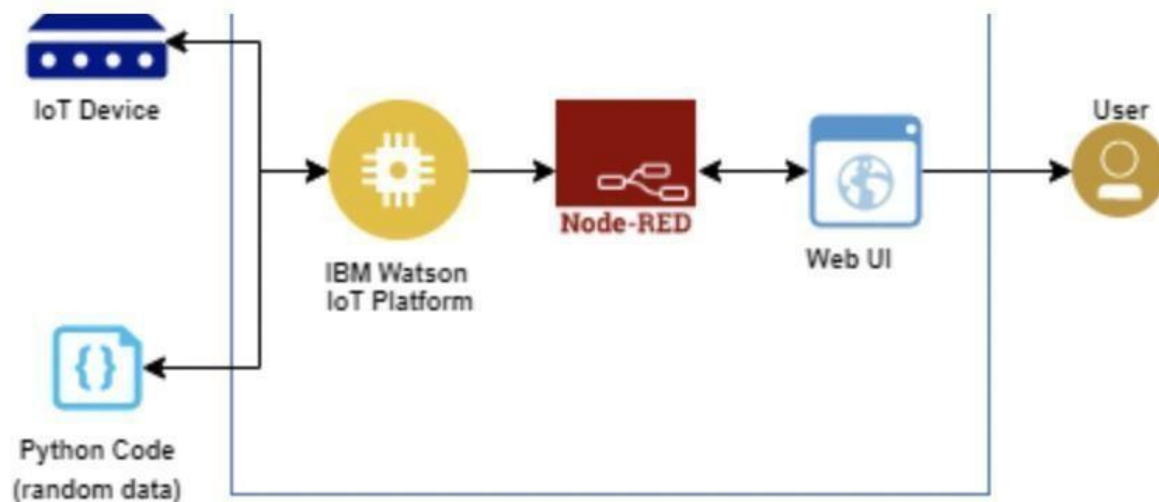 IoT Device
User
Node-RED
Web UI
IBM Watson
IoT Platform
{}
Python Code
(random data)